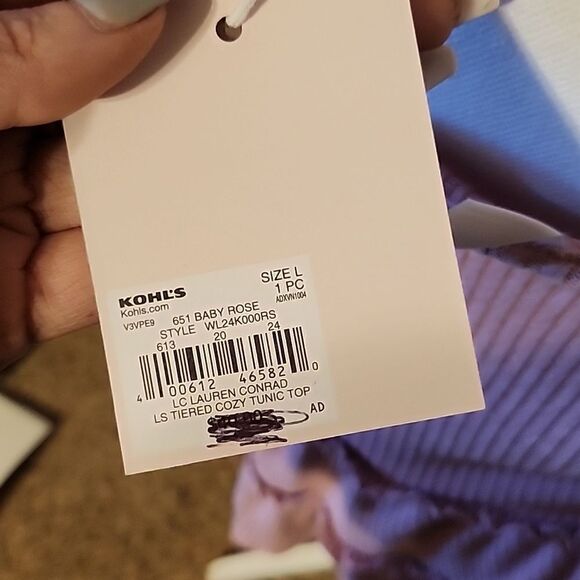 KOHL'S
Kohls.com
SIZE L
1 PC
V3VPE9 651 BABY ROSE ADXVN1004
STYLE WL24K000RS
613 20 24
4 00612 46582 0
LC LAUREN CONRAD
LS TIERED COZY TUNIC TOP
AD